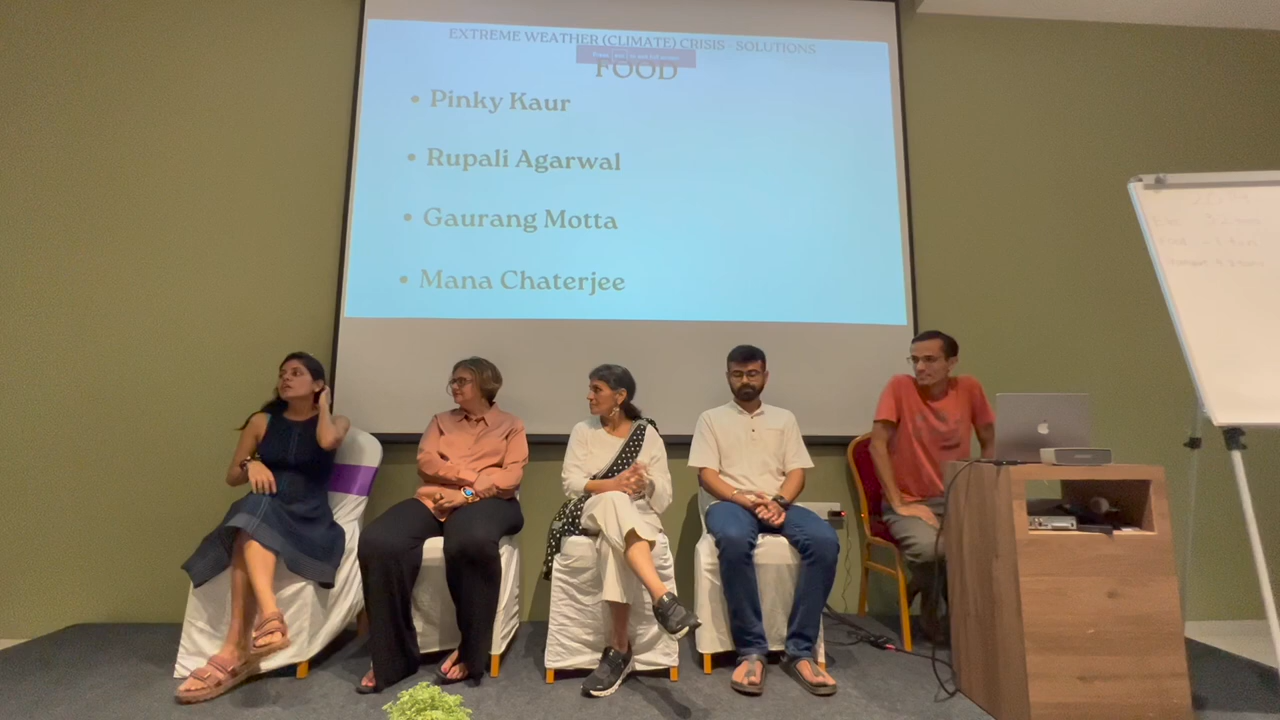 EXTREME WEATHER (CLIMATE) CRISIS - SOLUTIONS
FOOD
• Pinky Kaur
• Rupali Agarwal
• Gaurang Motta
• Mana Chaterjee